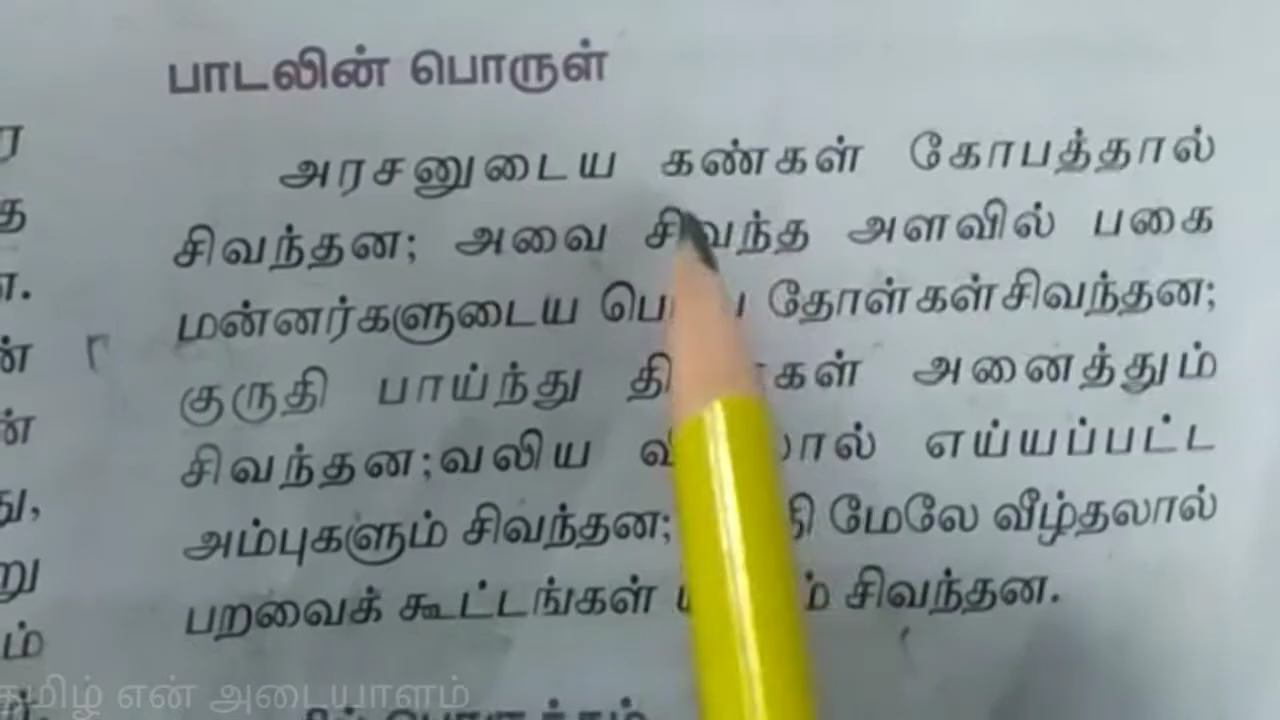 பாடலின் பொருள்
அரசனுடைய கண்கள் கோபத்தால்
சிவந்தன; அவை சிவந்த அளவில் பகை
மன்னர்களுடைய தோள்கள்சிவந்தன;
குருதி பாய்ந்து அனைத்தும்
சிவந்தன;வலிய எய்யப்பட்ட
அம்புகளும் சிவந்தன; மேலே வீழ்தலால்
பறவைக் கூட்டங்கள் சிவந்தன.
தமிழ் என் அடையாளம்